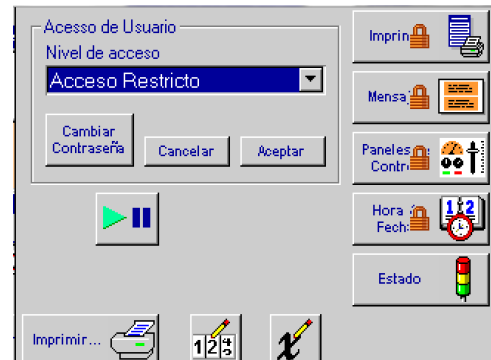 Acesso de Usuario
Nivel de acceso
Acceso Restricto
Cambiar
Contraseña
Cancelar
Aceptar
Imprimir...
Mensa
Paneles
Contr
Hora
Fech
Estado